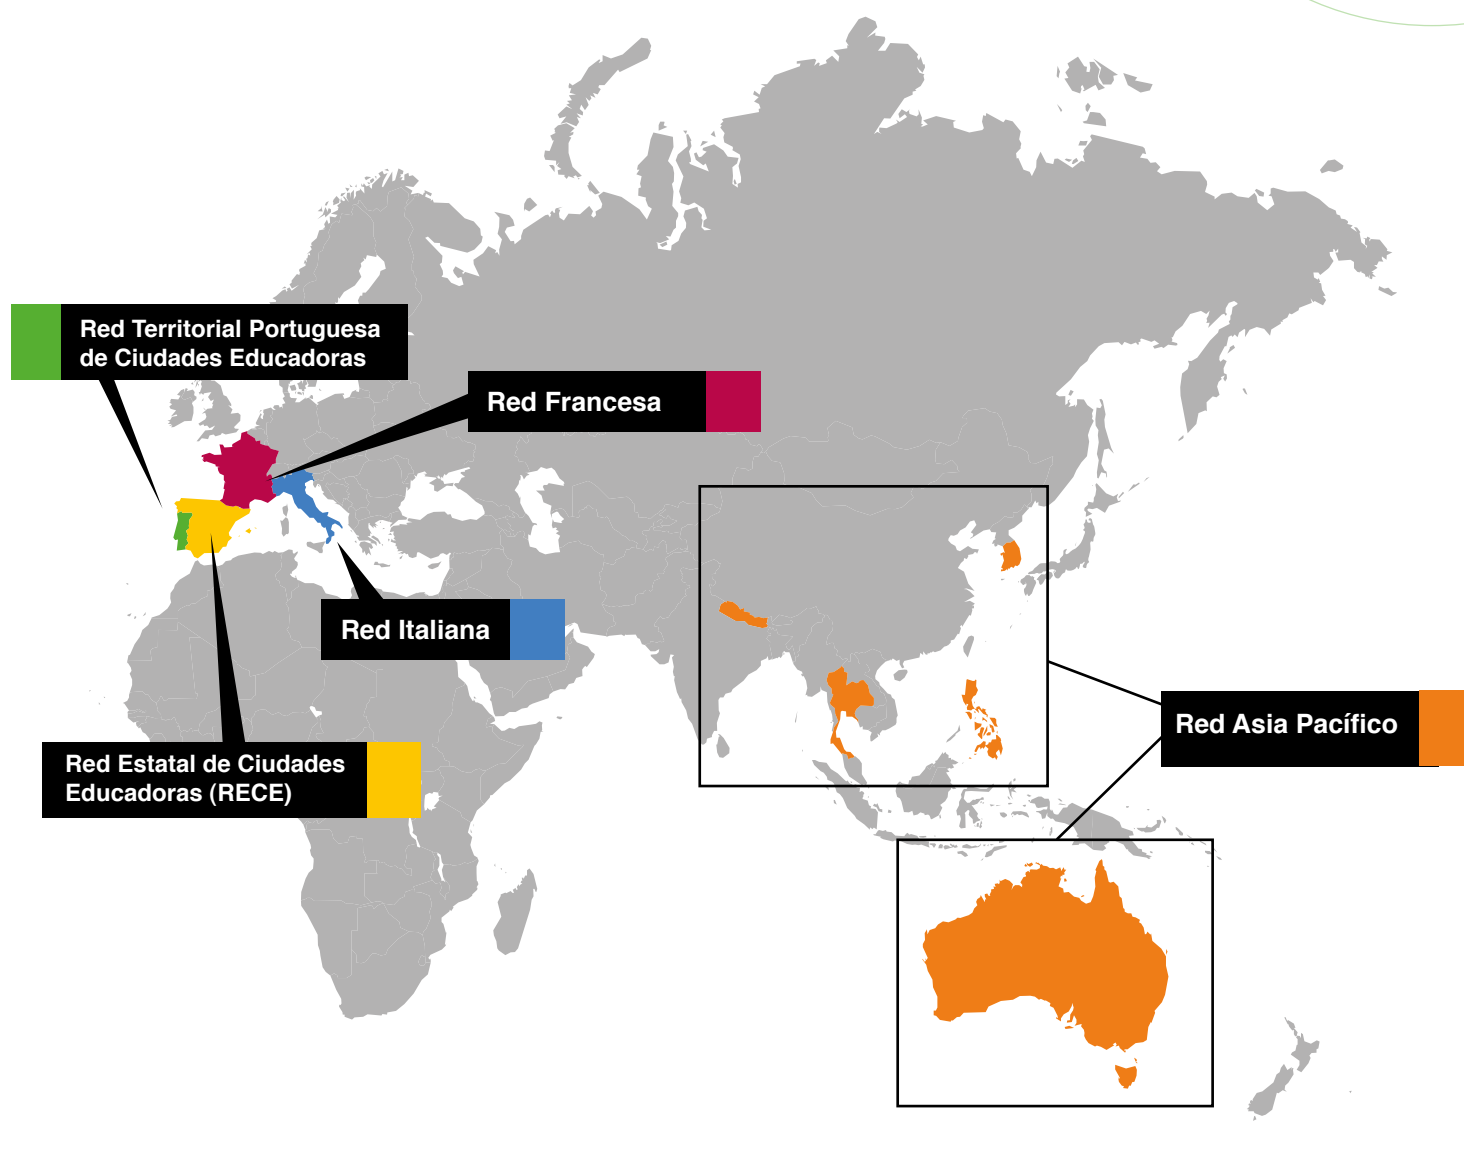 Red Territorial Portuguesa
de Ciudades Educadoras
Red Francesa
Red Italiana
Red Asia Pacífico
Red Estatal de Ciudades
Educadoras (RECE)